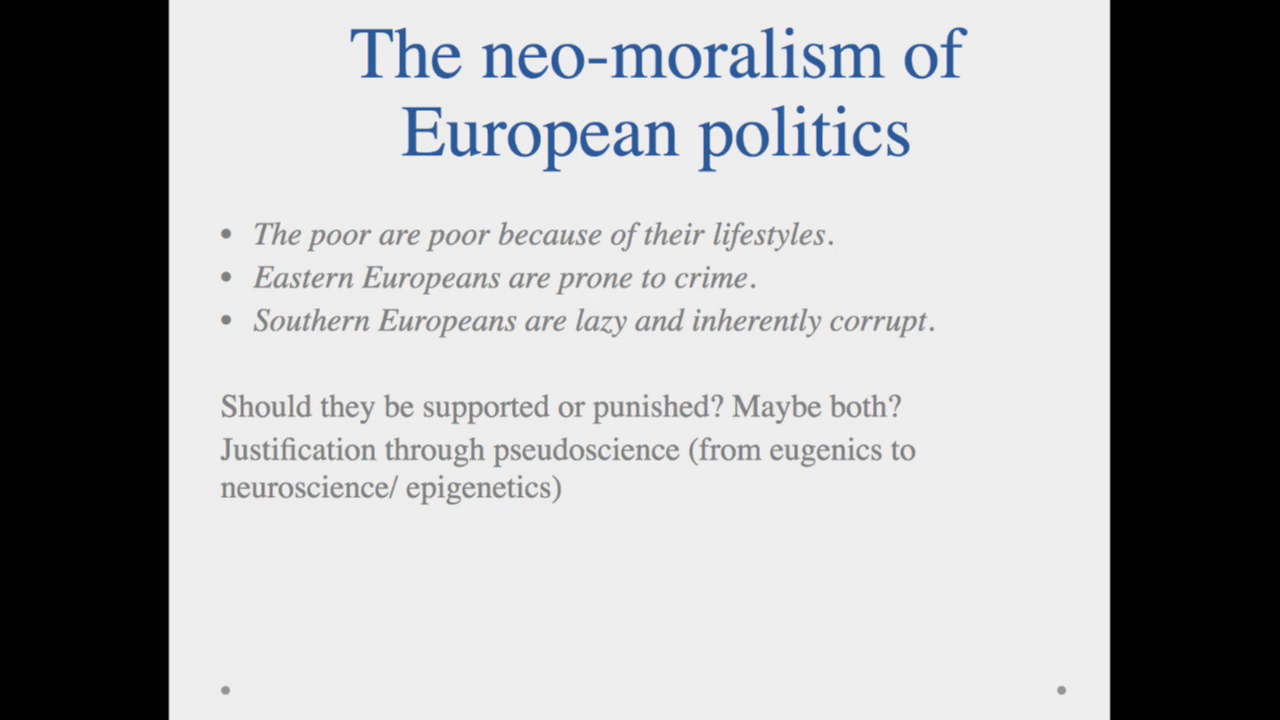 The neo-moralism of
European politics
• The poor are poor because of their lifestyles.
• Eastern Europeans are prone to crime.
• Southern Europeans are lazy and inherently corrupt.
Should they be supported or punished? Maybe both?
Justification through pseudoscience (from eugenics to
neuroscience/ epigenetics)